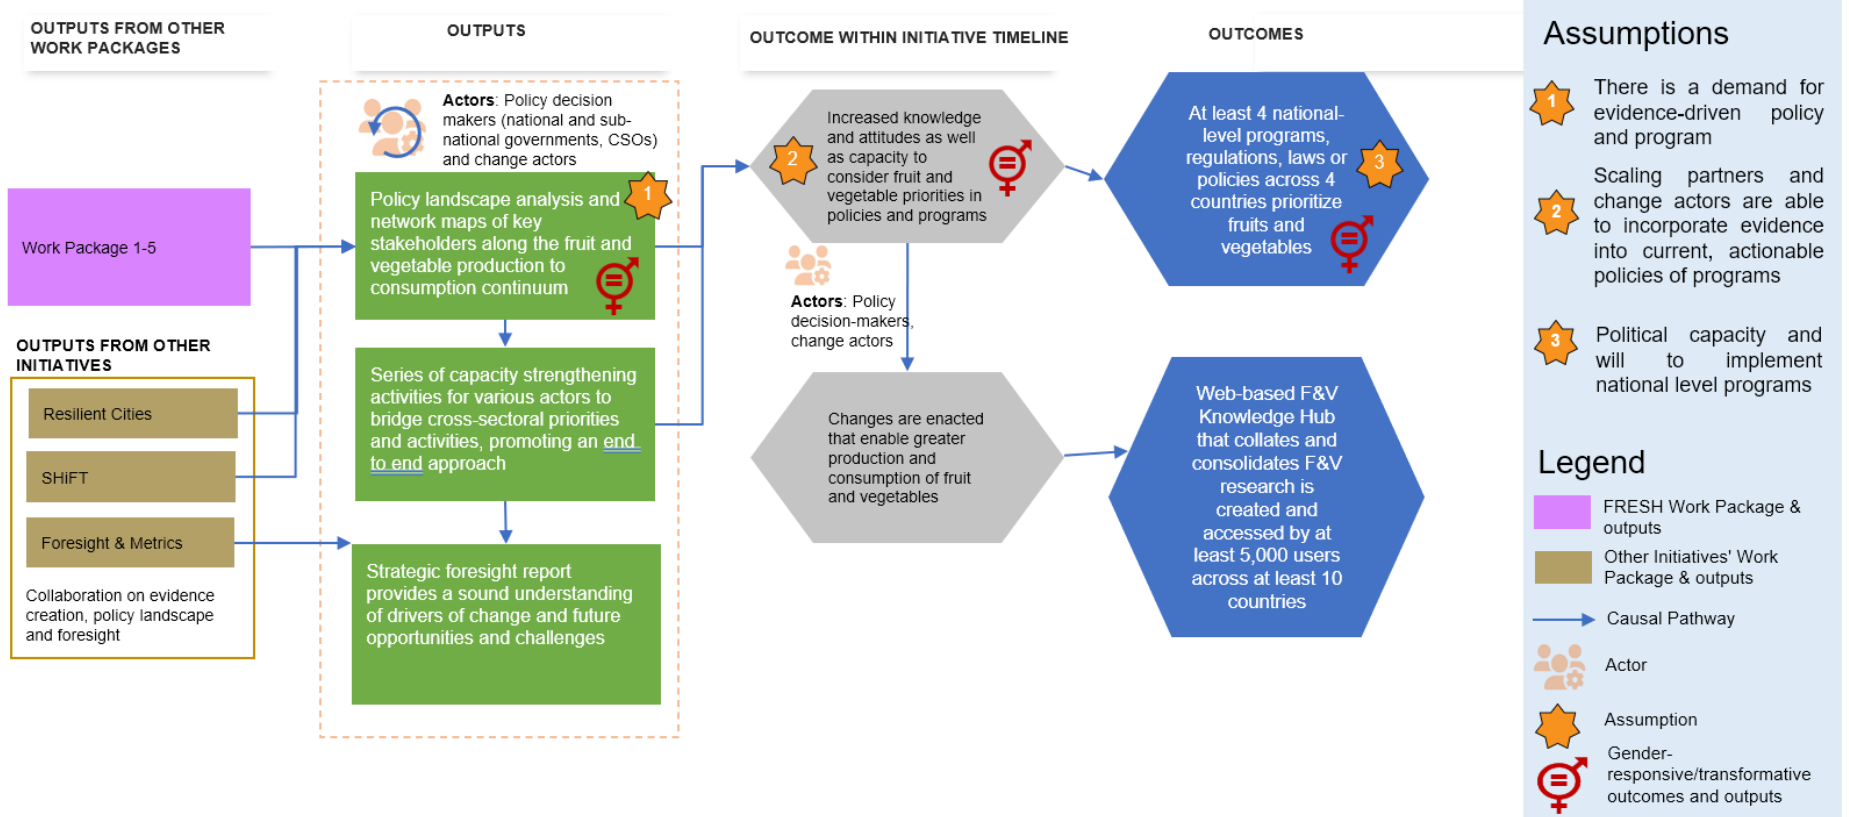 OUTPUTS FROM OTHER
WORK PACKAGES
OUTPUTS
OUTCOME WITHIN INITIATIVE TIMELINE
OUTCOMES
Work Package 1-5
OUTPUTS FROM OTHER
INITIATIVES
Resilient Cities
SHiFT
Foresight & Metrics
Collaboration on evidence
creation, policy landscape
and foresight
Actors: Policy decision
makers (national and sub-
national governments, CSOs)
and change actors
1
Policy landscape analysis and
network maps of key
stakeholders along the fruit and
vegetable production to
consumption continuum
Series of capacity strengthening
activities for various actors to
bridge cross-sectoral priorities
and activities, promoting an end
to end approach
Strategic foresight report
provides a sound understanding
of drivers of change and future
opportunities and challenges
2
Increased knowledge
and attitudes as well
as capacity to
consider fruit and
vegetable priorities in
policies and programs
Actors: Policy
decision-makers,
change actors
Changes are enacted
that enable greater
production and
consumption of fruit
and vegetables
At least 4 national-
level programs,
regulations, laws or
policies across 4
countries prioritize
fruits and
vegetables
3
Web-based F&V
Knowledge Hub
that collates and
consolidates F&V
research is
created and
accessed by at
least 5,000 users
across at least 10
countries
Assumptions
1
There is a demand for
evidence-driven policy
and program
2
Scaling partners and
change actors are able
to incorporate evidence
into current, actionable
policies of programs
3
Political capacity and
will to implement
national level programs
Legend
FRESH Work Package &
outputs
Other Initiatives' Work
Package & outputs
Causal Pathway
Actor
Assumption
Gender-
responsive/transformative
outcomes and outputs